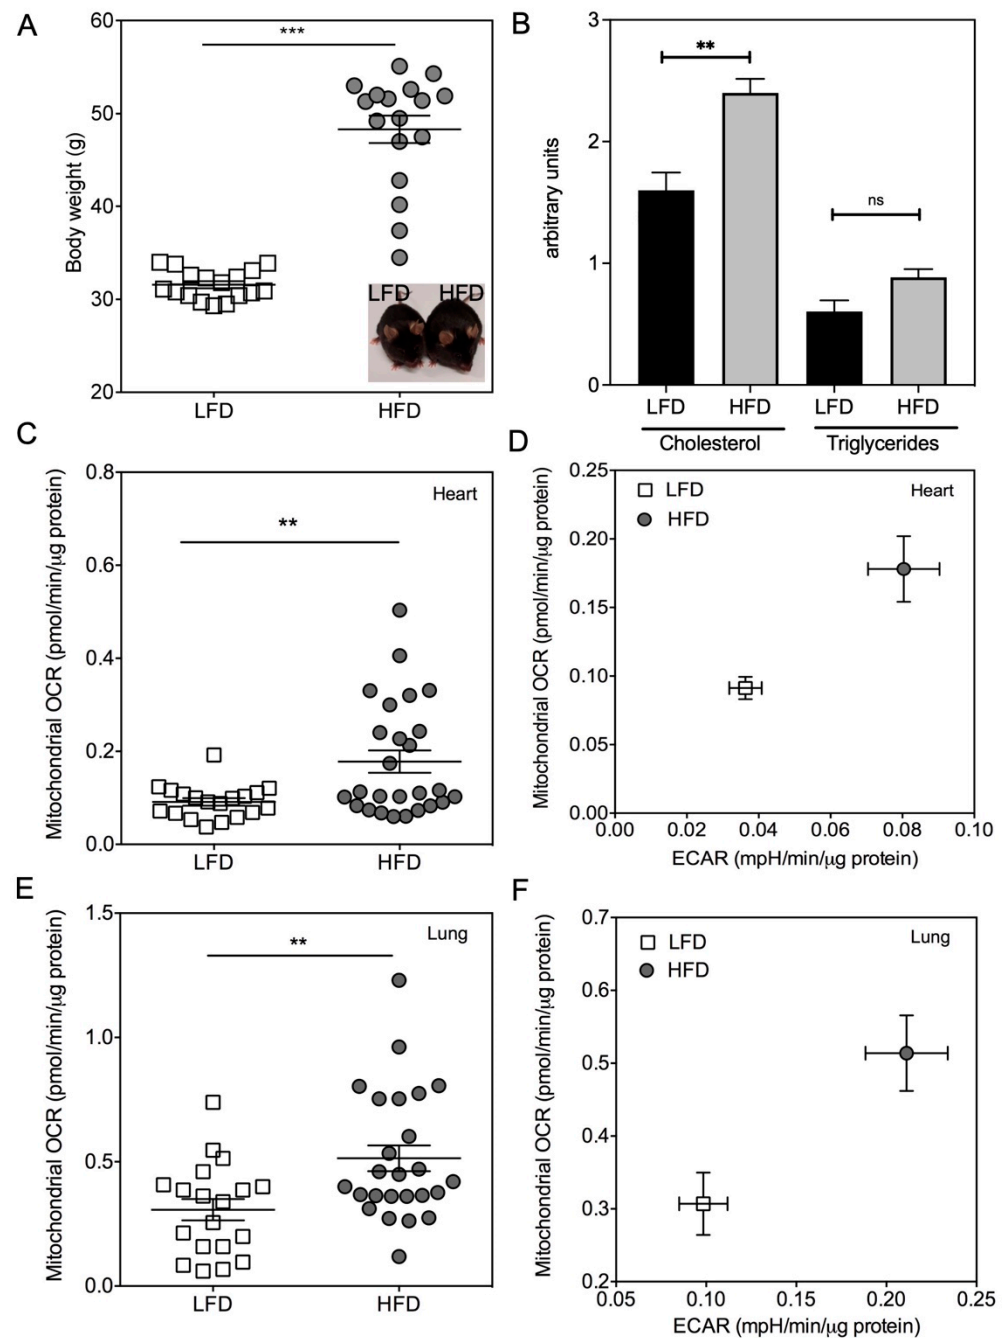 A
60
50
40
30
20
Body weight (g)
***
LFD HFD
LFD HFD
B
3
2
1
0
arbitrary units
**
ns
LFD HFD LFD HFD
Cholesterol Triglycerides
C
0.8
0.6
0.4
0.2
0.0
Mitochondrial OCR (pmol/min/μg protein)
Heart
**
LFD HFD
D
0.25
0.20
0.15
0.10
0.05
0.00
Mitochondrial OCR (pmol/min/μg protein)
LFD
HFD
Heart
0.00 0.02 0.04 0.06 0.08 0.10
ECAR (mpH/min/μg protein)
E
1.5
1.0
0.5
0.0
Mitochondrial OCR (pmol/min/μg protein)
Lung
**
LFD HFD
F
0.7
0.6
0.5
0.4
0.3
0.2
Mitochondrial OCR (pmol/min/μg protein)
LFD
HFD
Lung
0.05 0.10 0.15 0.20 0.25
ECAR (mpH/min/μg protein)